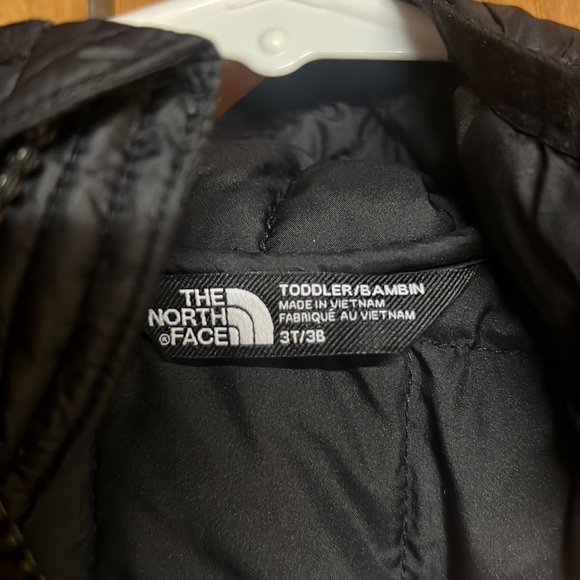 THE
NORTH
®FACE
TODDLER/BAMBIN
MADE IN VIETNAM
FABRIQUÉ AU VIETNAM
3T/3B